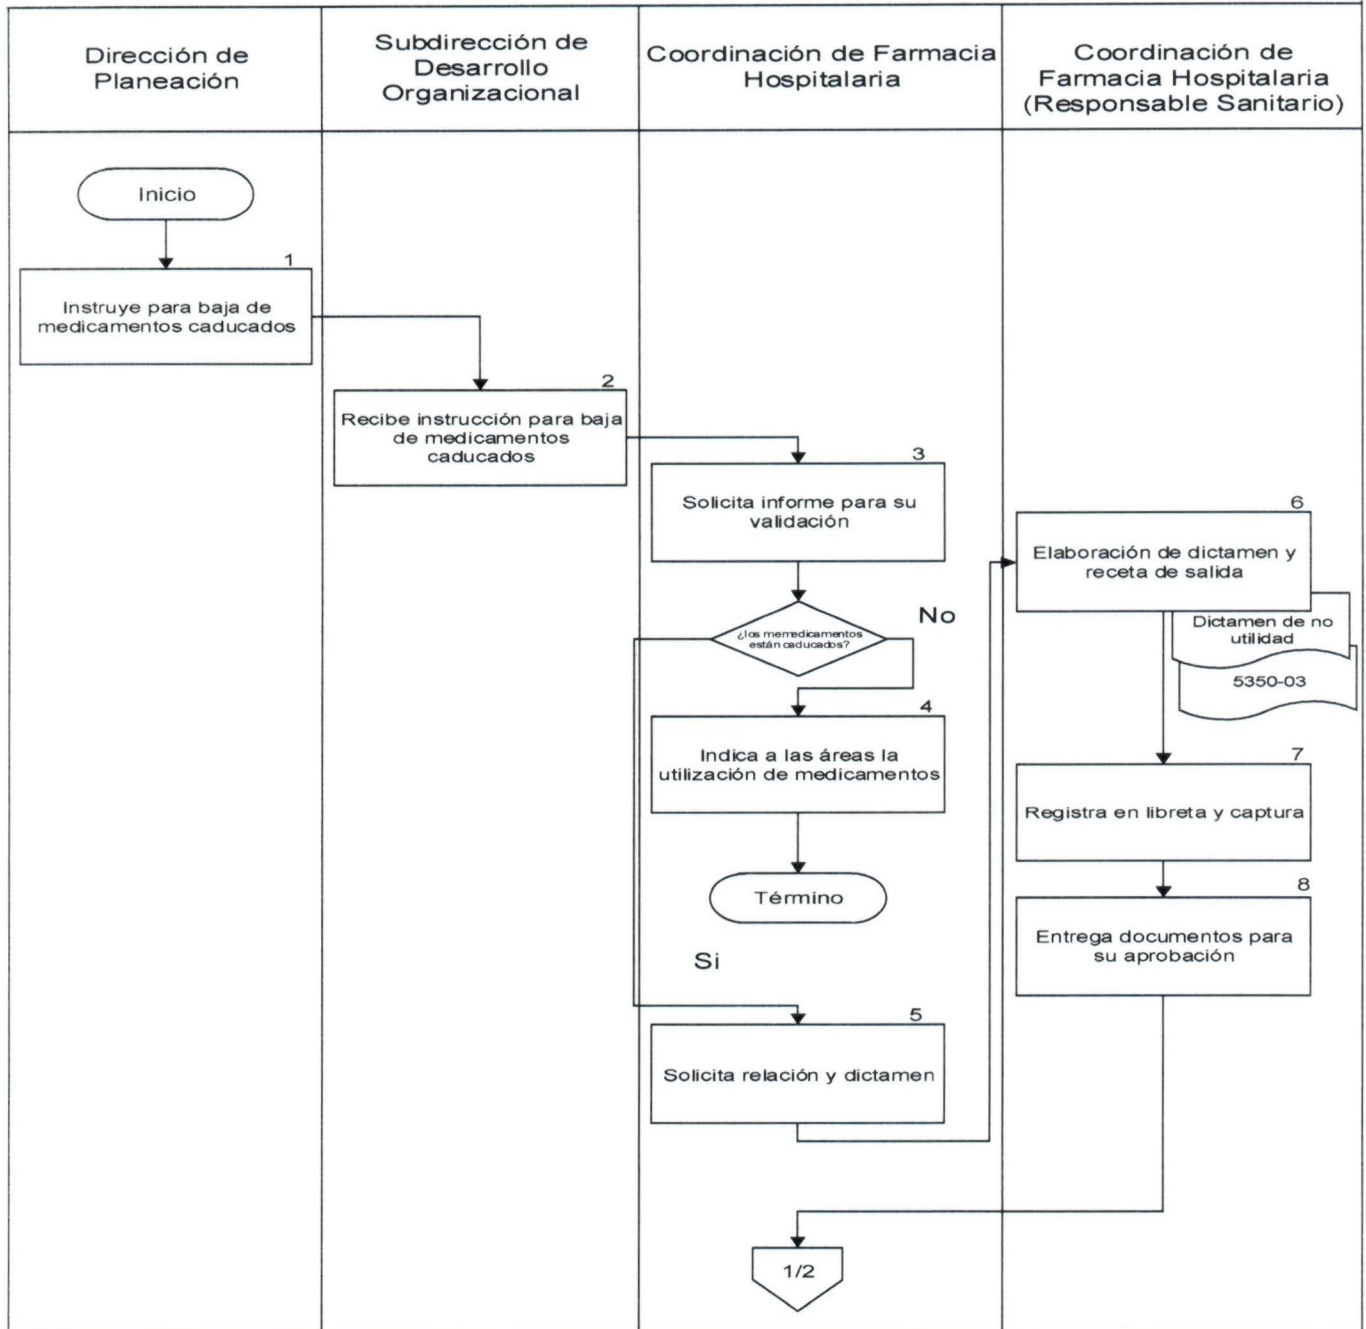 Dirección de
Planeación
Subdirección de
Desarrollo
Organizacional
Coordinación de Farmacia
Hospitalaria
Coordinación de
Farmacia Hospitalaria
(Responsable Sanitario)
Inicio
1
Instruye para baja de
medicamentos caducados
2
Recibe instrucción para baja
de medicamentos
caducados
3
Solicita informe para su
validación
¿los memedicamentos
están caducados?
No
4
Indica a las áreas la
utilización de medicamentos
Término
Si
5
Solicita relación y dictamen
6
Elaboración de dictamen y
receta de salida
Dictamen de no
utilidad
5350-03
7
Registra en libreta y captura
8
Entrega documentos para
su aprobación
1/2